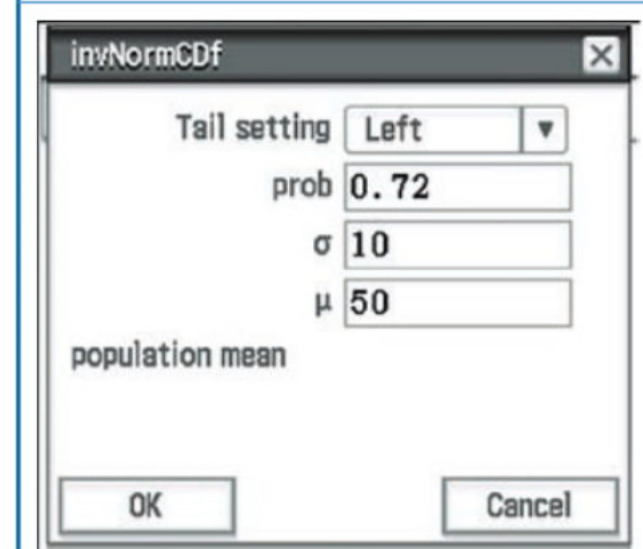 invNormCDf
Tail setting Left
prob 0.72
σ 10
μ 50
population mean
OK Cancel